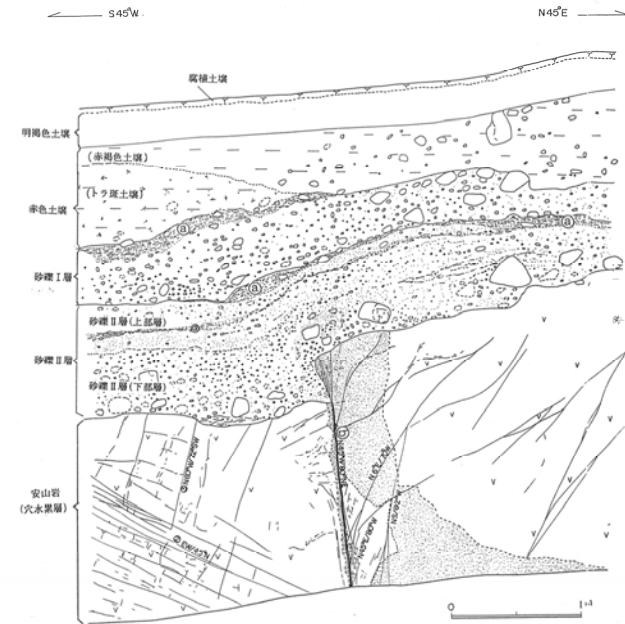 S45°W
N45°E
腐植土壌
明褐色土壌
(赤褐色土壌)
(トラ斑土壌)
赤色土壌
ⓐ
ⓐ
砂礫Ⅰ層
ⓐ
砂礫Ⅱ層(上部層)
ⓐ
砂礫Ⅱ層
砂礫Ⅱ層(下部層)
安山岩
(穴水累層)
0